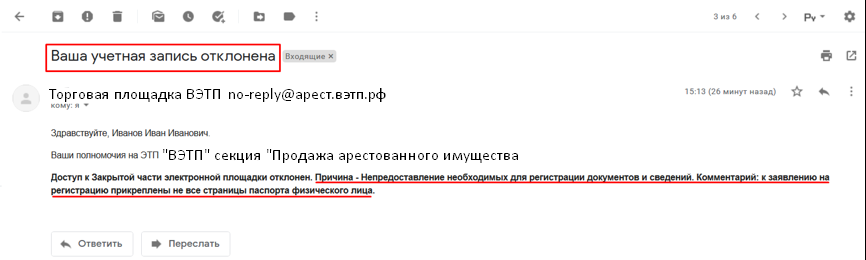 3 из 6
Ру
Ваша учетная запись отклонена Входящие ×
Торговая площадка ВЭТП no-reply@арест.вэтп.рф
15:13 (26 минут назад)
кому: я
Здравствуйте, Иванов Иван Иванович.
Ваши полномочия на ЭТП "ВЭТП" секция "Продажа арестованного имущества
Доступ к Закрытой части электронной площадки отклонен. Причина - Непредоставление необходимых для регистрации документов и сведений. Комментарий: к заявлению на
регистрацию прикреплены не все страницы паспорта физического лица.
Ответить
Переслать